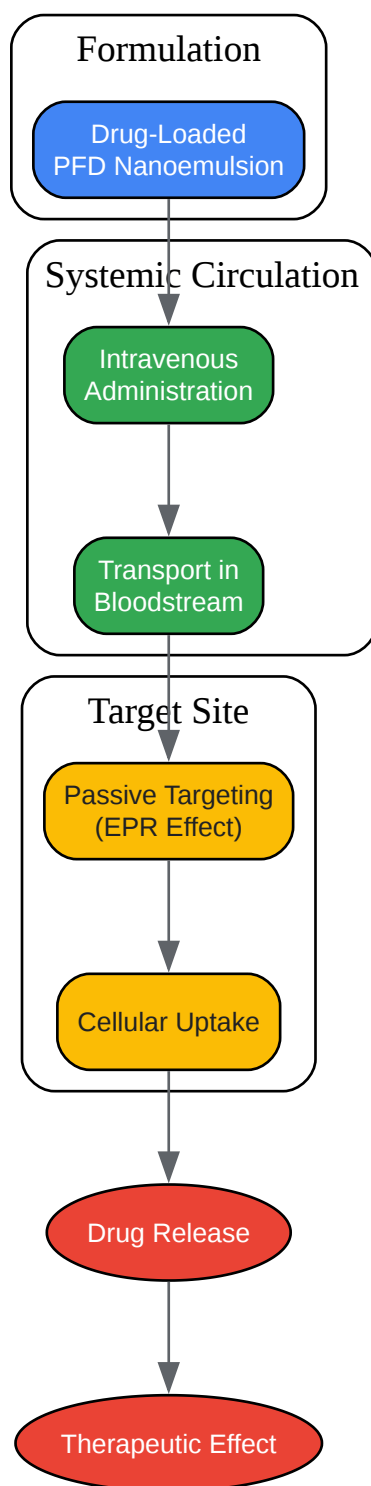 Formulation
Drug-Loaded
PFD Nanoemulsion
Systemic Circulation
Intravenous
Administration
Transport in
Bloodstream
Target Site
Passive Targeting
(EPR Effect)
Cellular Uptake
Drug Release
Therapeutic Effect